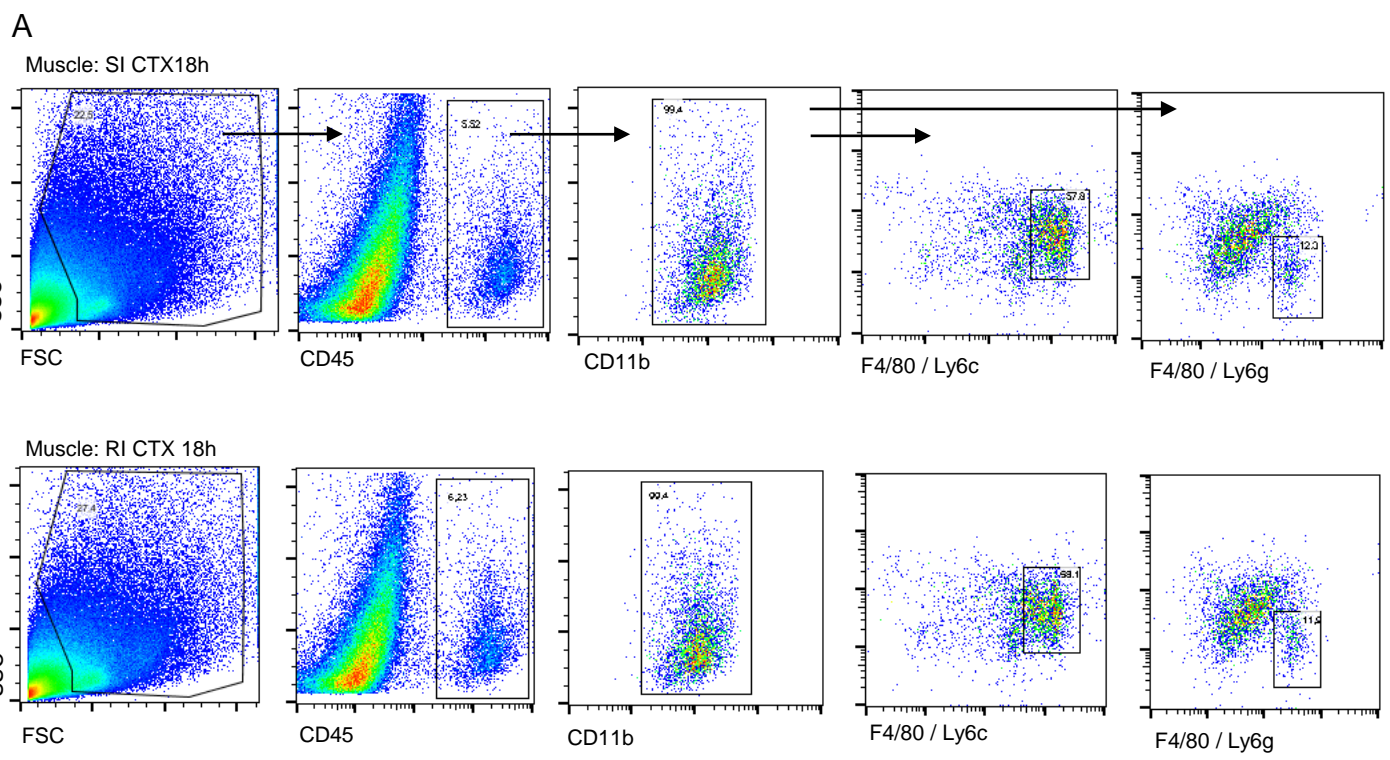 A
Muscle: SI CTX18h
22.5
5.52
99.4
57.8
12.3
FSC
CD45
CD11b
F4/80 / Ly6c
F4/80 / Ly6g
Muscle: RI CTX 18h
27.4
6.23
99.4
11.9
FSC
CD45
CD11b
F4/80 / Ly6c
F4/80 / Ly6g